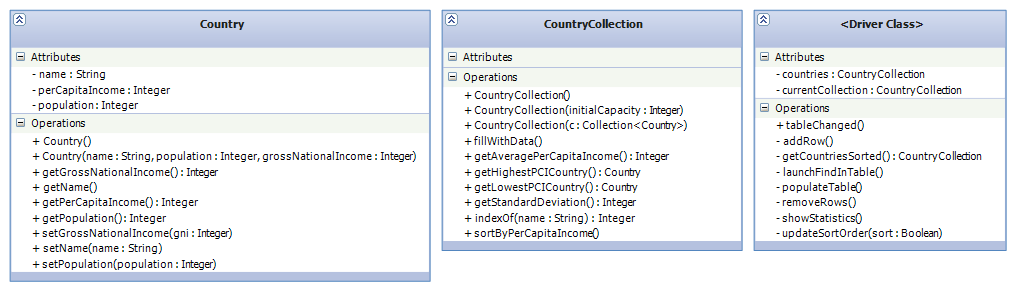 Country
Attributes
- name : String
- perCapitaIncome : Integer
- population : Integer
Operations
+ Country()
+ Country(name : String, population : Integer, grossNationalIncome : Integer)
+ getGrossNationalIncome() : Integer
+ getName()
+ getPerCapitaIncome() : Integer
+ getPopulation() : Integer
+ setGrossNationalIncome(gni : Integer)
+ setName(name : String)
+ setPopulation(population : Integer)
CountryCollection
Attributes
Operations
+ CountryCollection()
+ CountryCollection(initialCapacity : Integer)
+ CountryCollection(c : Collection<Country>)
+ fillWithData()
+ getAveragePerCapitaIncome() : Integer
+ getHighestPCICountry() : Country
+ getLowestPCICountry() : Country
+ getStandardDeviation() : Integer
+ indexOf(name : String) : Integer
+ sortByPerCapitaIncome()
<Driver Class>
Attributes
- countries : CountryCollection
- currentCollection : CountryCollection
Operations
+ tableChanged()
- addRow()
- getCountriesSorted() : CountryCollection
- launchFindInTable()
- populateTable()
- removeRows()
- showStatistics()
- updateSortOrder(sort : Boolean)